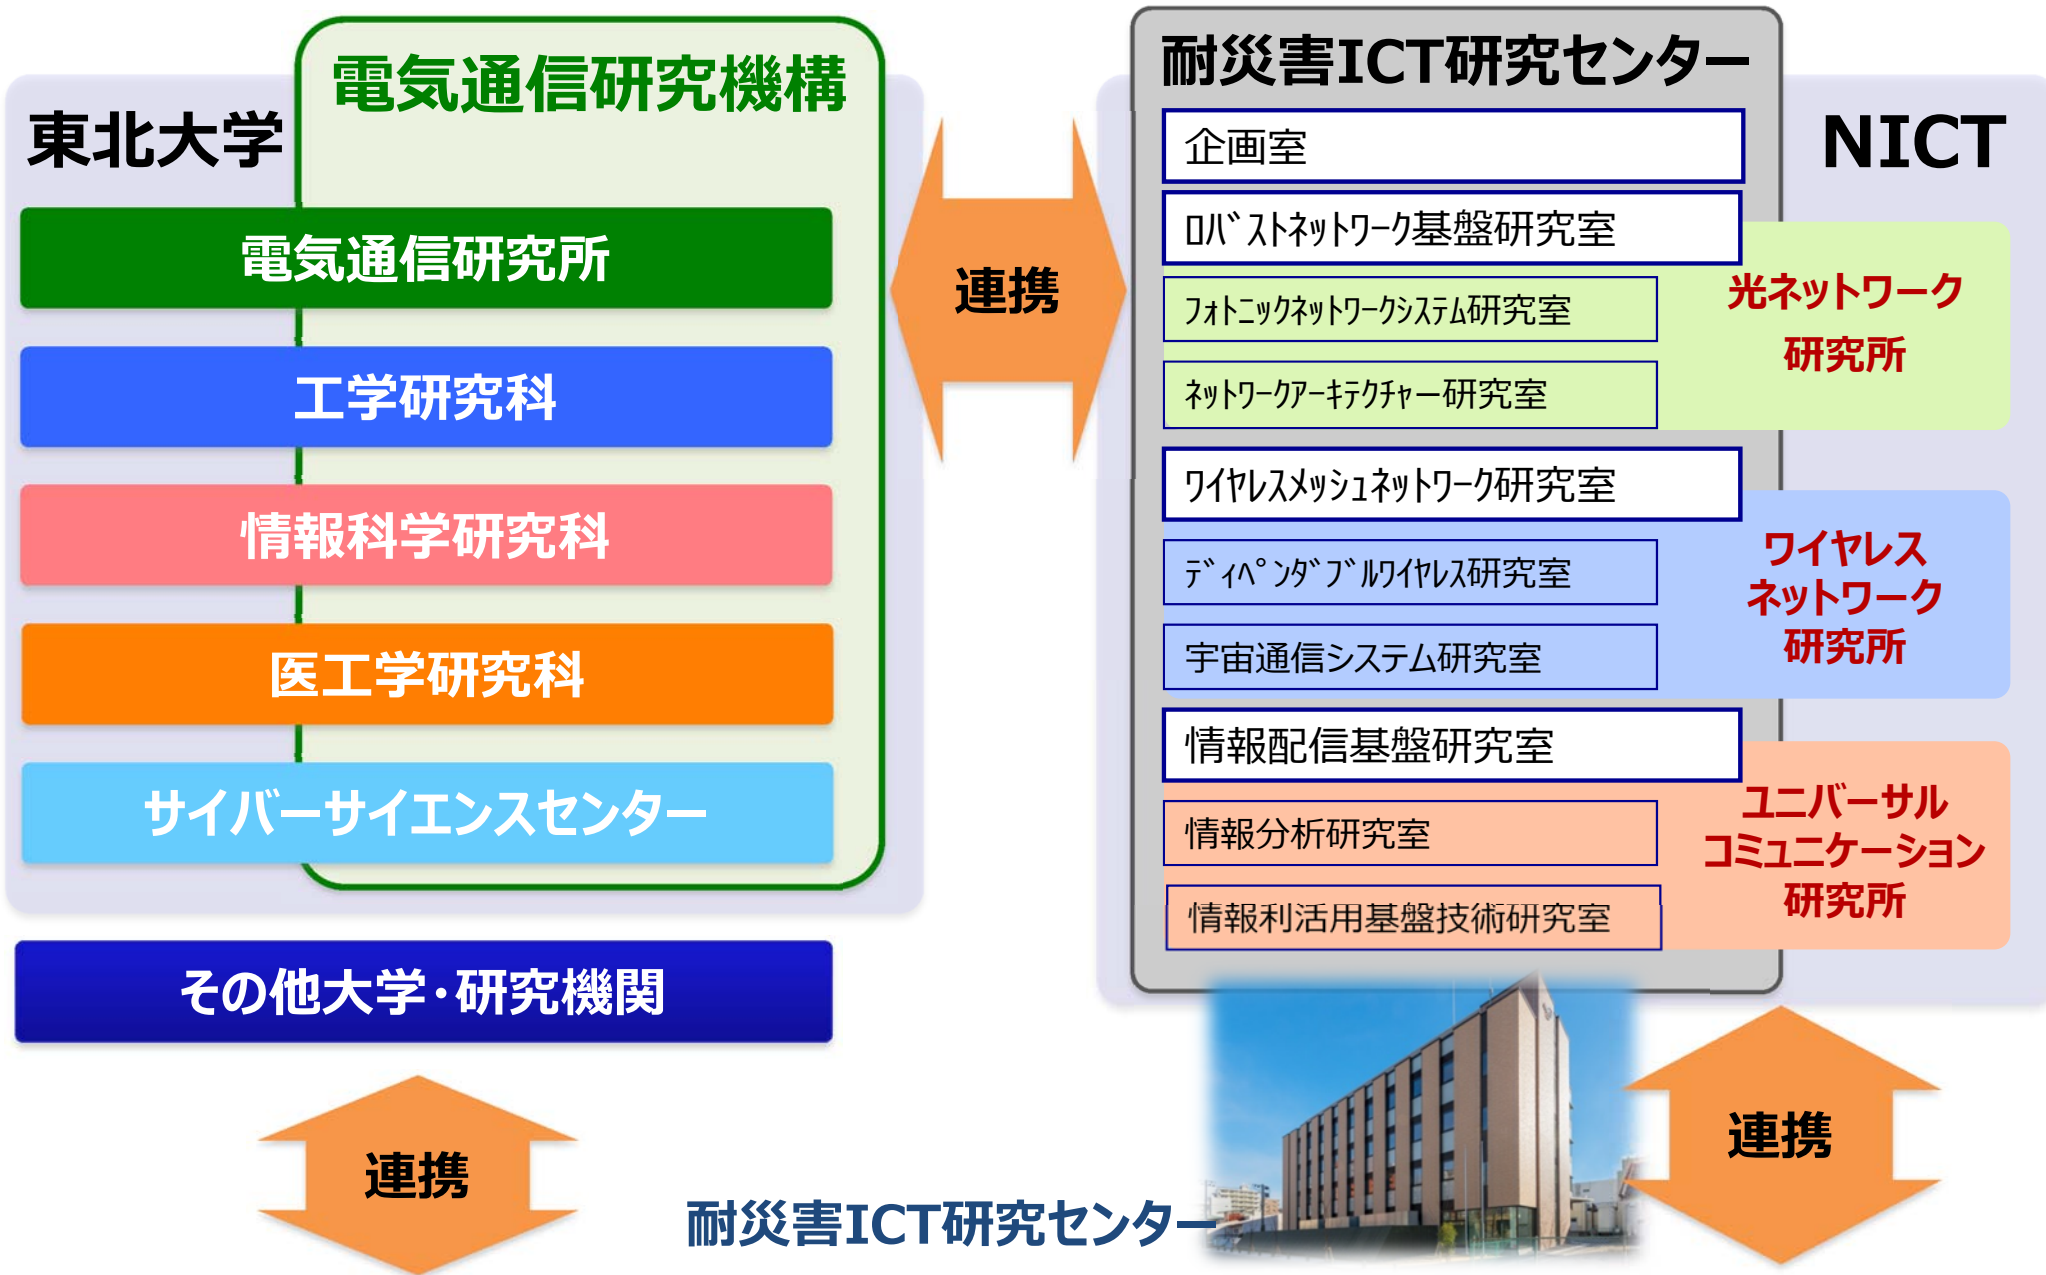 電気通信研究機構
東北大学
電気通信研究所
工学研究科
情報科学研究科
医工学研究科
サイバーサイエンスセンター
その他大学・研究機関
連携
連携
耐災害ICT研究センター
NICT
企画室
ﾛﾊﾞｽﾄﾈｯﾄﾜｰｸ基盤研究室
ﾌｫﾄﾆｯｸﾈｯﾄﾜｰｸｼｽﾃﾑ研究室
ﾈｯﾄﾜｰｸｱｰｷﾃｸﾁｬｰ研究室
光ネットワーク
研究所
ﾜｲﾔﾚｽﾒｯｼｭﾈｯﾄﾜｰｸ研究室
ﾃﾞｨﾍﾟﾝﾀﾞﾌﾞﾙﾜｲﾔﾚｽ研究室
宇宙通信システム研究室
ワイヤレス
ネットワーク
研究所
情報配信基盤研究室
情報分析研究室
情報利活用基盤技術研究室
ユニバーサル
コミュニケーション
研究所
連携
耐災害ICT研究センター